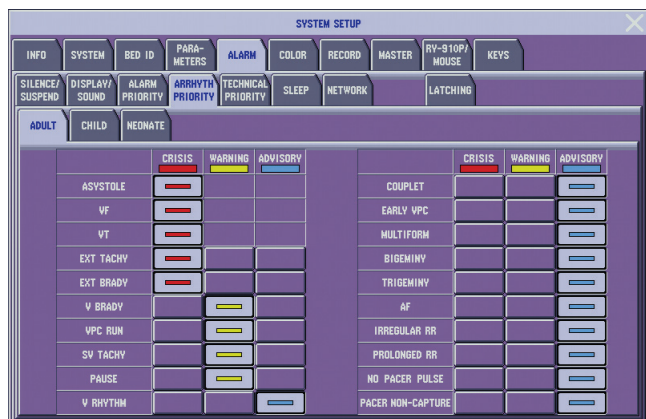 SYSTEM SETUP
INFO SYSTEM BED ID PARA- METERS ALARM COLOR RECORD MASTER RY-910P/ MOUSE KEYS
SILENCE/ SUSPEND DISPLAY/ SOUND ALARM PRIORITY ARRHYTH PRIORITY TECHNICAL PRIORITY SLEEP NETWORK LATCHING
ADULT CHILD NEONATE
CRISIS WARNING ADVISORY CRISIS WARNING ADVISORY
ASYSTOLE COUPLET
VF EARLY VPC
VT MULTIFORM
EXT TACHY BIGEMINY
EXT BRADY TRIGEMINY
V BRADY AF
VPC RUN IRREGULAR RR
SV TACHY PROLONGED RR
PAUSE NO PACER PULSE
V RHYTHM PACER NON-CAPTURE